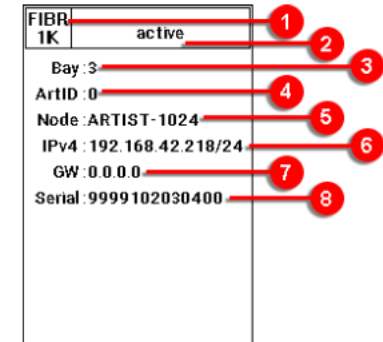 FIBR
1K
active
1
2
Bay :3
3
ArtID :0
4
Node :ARTIST-1024
5
IPv4 :192.168.42.218/24
6
GW :0.0.0.0
7
Serial :9999102030400
8